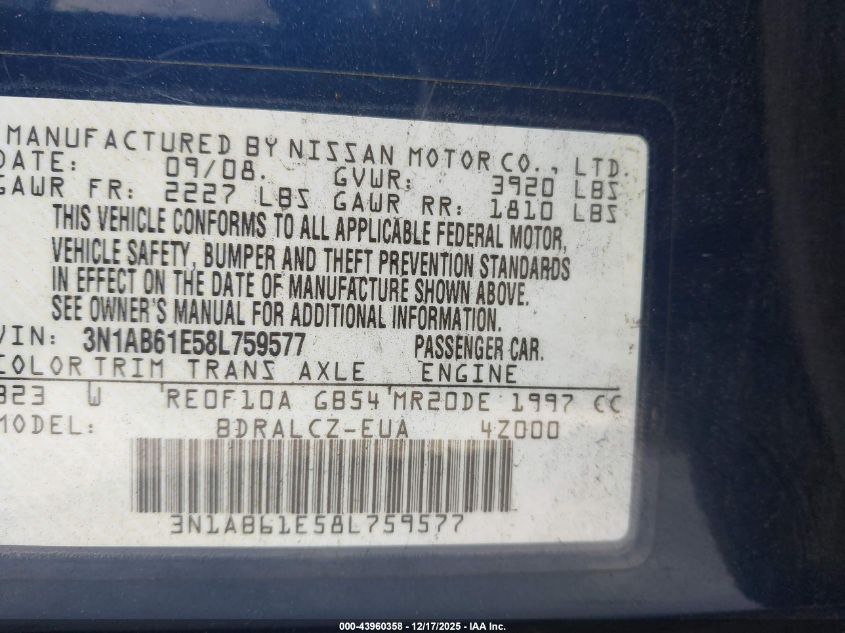 MANUFACTURED BY NISSAN MOTOR CO., LTD.
DATE: 09/08. GVWR: 3920 LBS
GAWR FR: 2227 LBS GAWR RR: 1810 LBS
THIS VEHICLE CONFORMS TO ALL APPLICABLE FEDERAL MOTOR,
VEHICLE SAFETY, BUMPER AND THEFT PREVENTION STANDARDS
IN EFFECT ON THE DATE OF MANUFACTURE SHOWN ABOVE.
SEE OWNER'S MANUAL FOR ADDITIONAL INFORMATION.
VIN: 3N1AB61E58L759577 PASSENGER CAR.
COLOR TRIM TRANS AXLE ENGINE
B23 W RE0F10A GB54 MR20DE 1997 CC
MODEL: BDRALCZ-EUA 4Z000
3N1AB61E58L759577
000-43960358 - 12/17/2025 - IAA Inc.